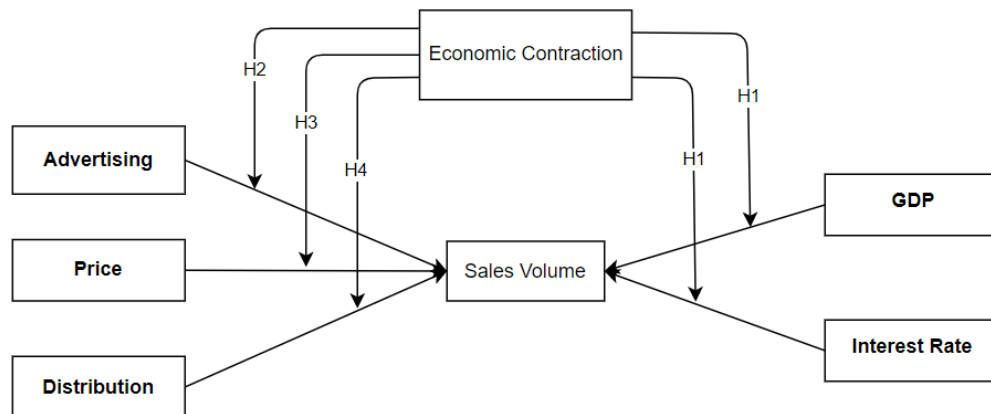 Economic Contraction
H2
H1
H3
H1
H4
Advertising
GDP
Price
Sales Volume
Interest Rate
Distribution